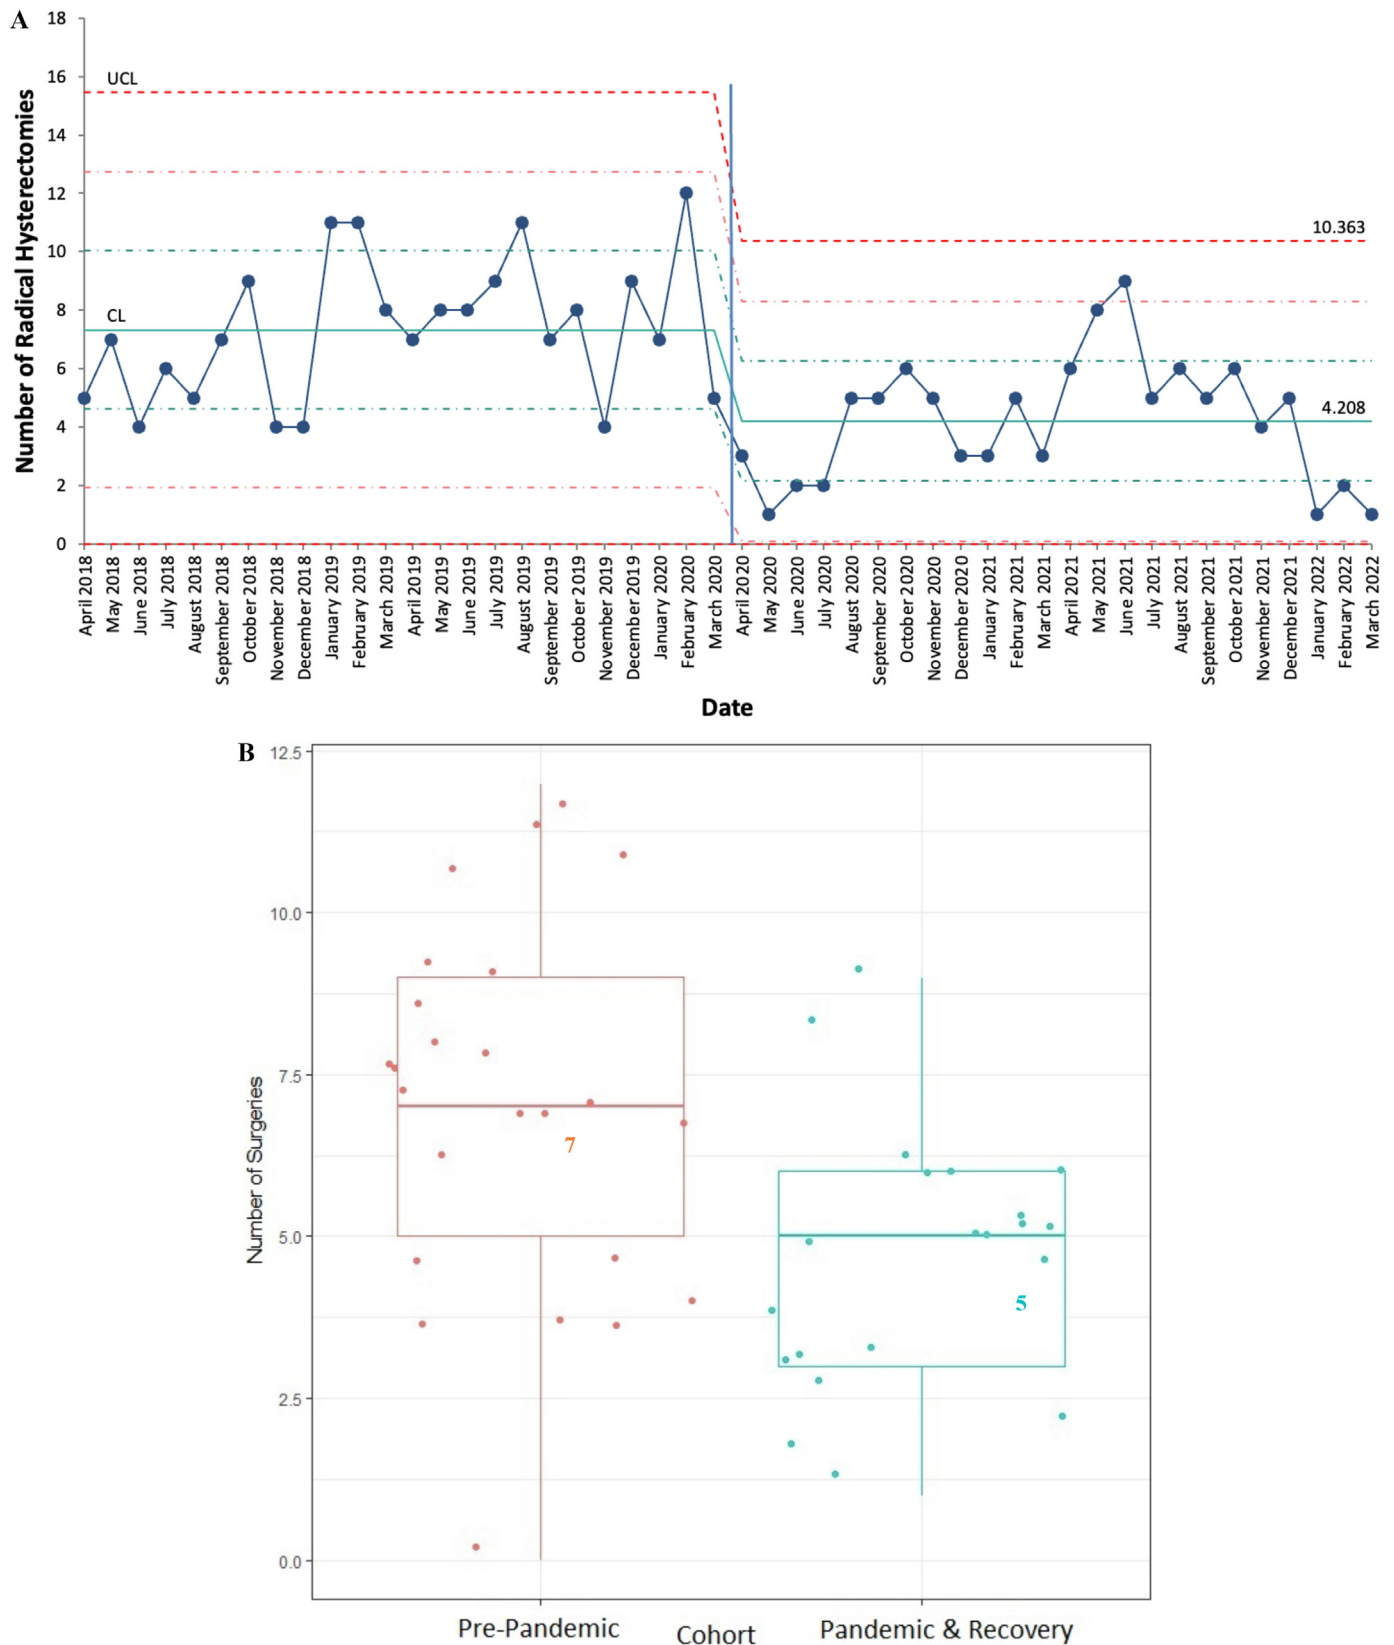 A
18
16
14
12
10
8
6
4
2
0
Number of Radical Hysterectomies
UCL
CL
10.363
4.208
April 2018
May 2018
June 2018
July 2018
August 2018
September 2018
October 2018
November 2018
December 2018
January 2019
February 2019
March 2019
April 2019
May 2019
June 2019
July 2019
August 2019
September 2019
October 2019
November 2019
December 2019
January 2020
February 2020
March 2020
April 2020
May 2020
June 2020
July 2020
August 2020
September 2020
October 2020
November 2020
December 2020
January 2021
February 2021
March 2021
April 2021
May 2021
June 2021
July 2021
August 2021
September 2021
October 2021
November 2021
December 2021
January 2022
February 2022
March 2022
Date
B
12.5
10.0
7.5
5.0
2.5
0.0
Number of Surgeries
7
5
Pre-Pandemic
Pandemic & Recovery
Cohort